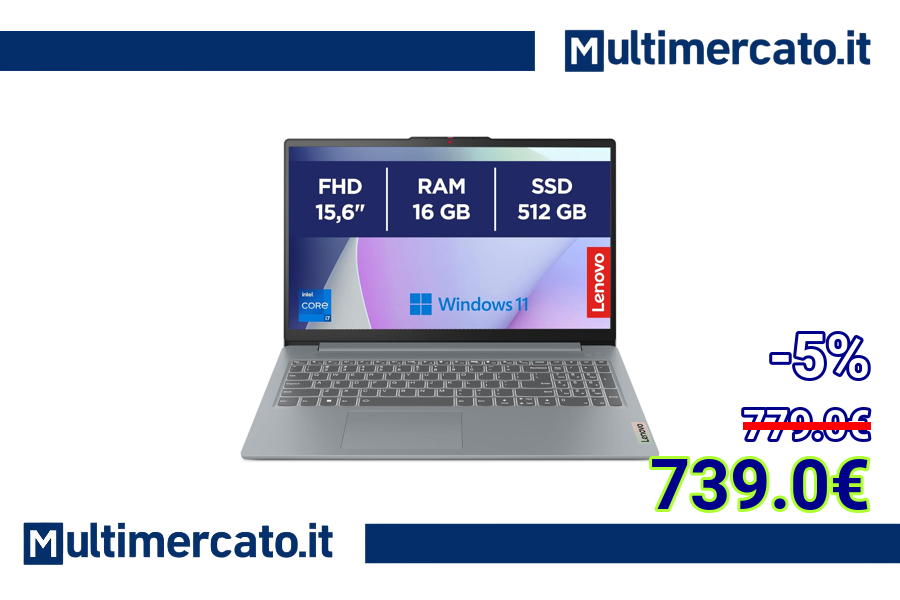 Multimercato.it
FHD
15,6"
RAM
16 GB
SSD
512 GB
Lenovo
intel
CORE
i7
Windows 11
Lenovo
-5%
779.0€
739.0€
Multimercato.it